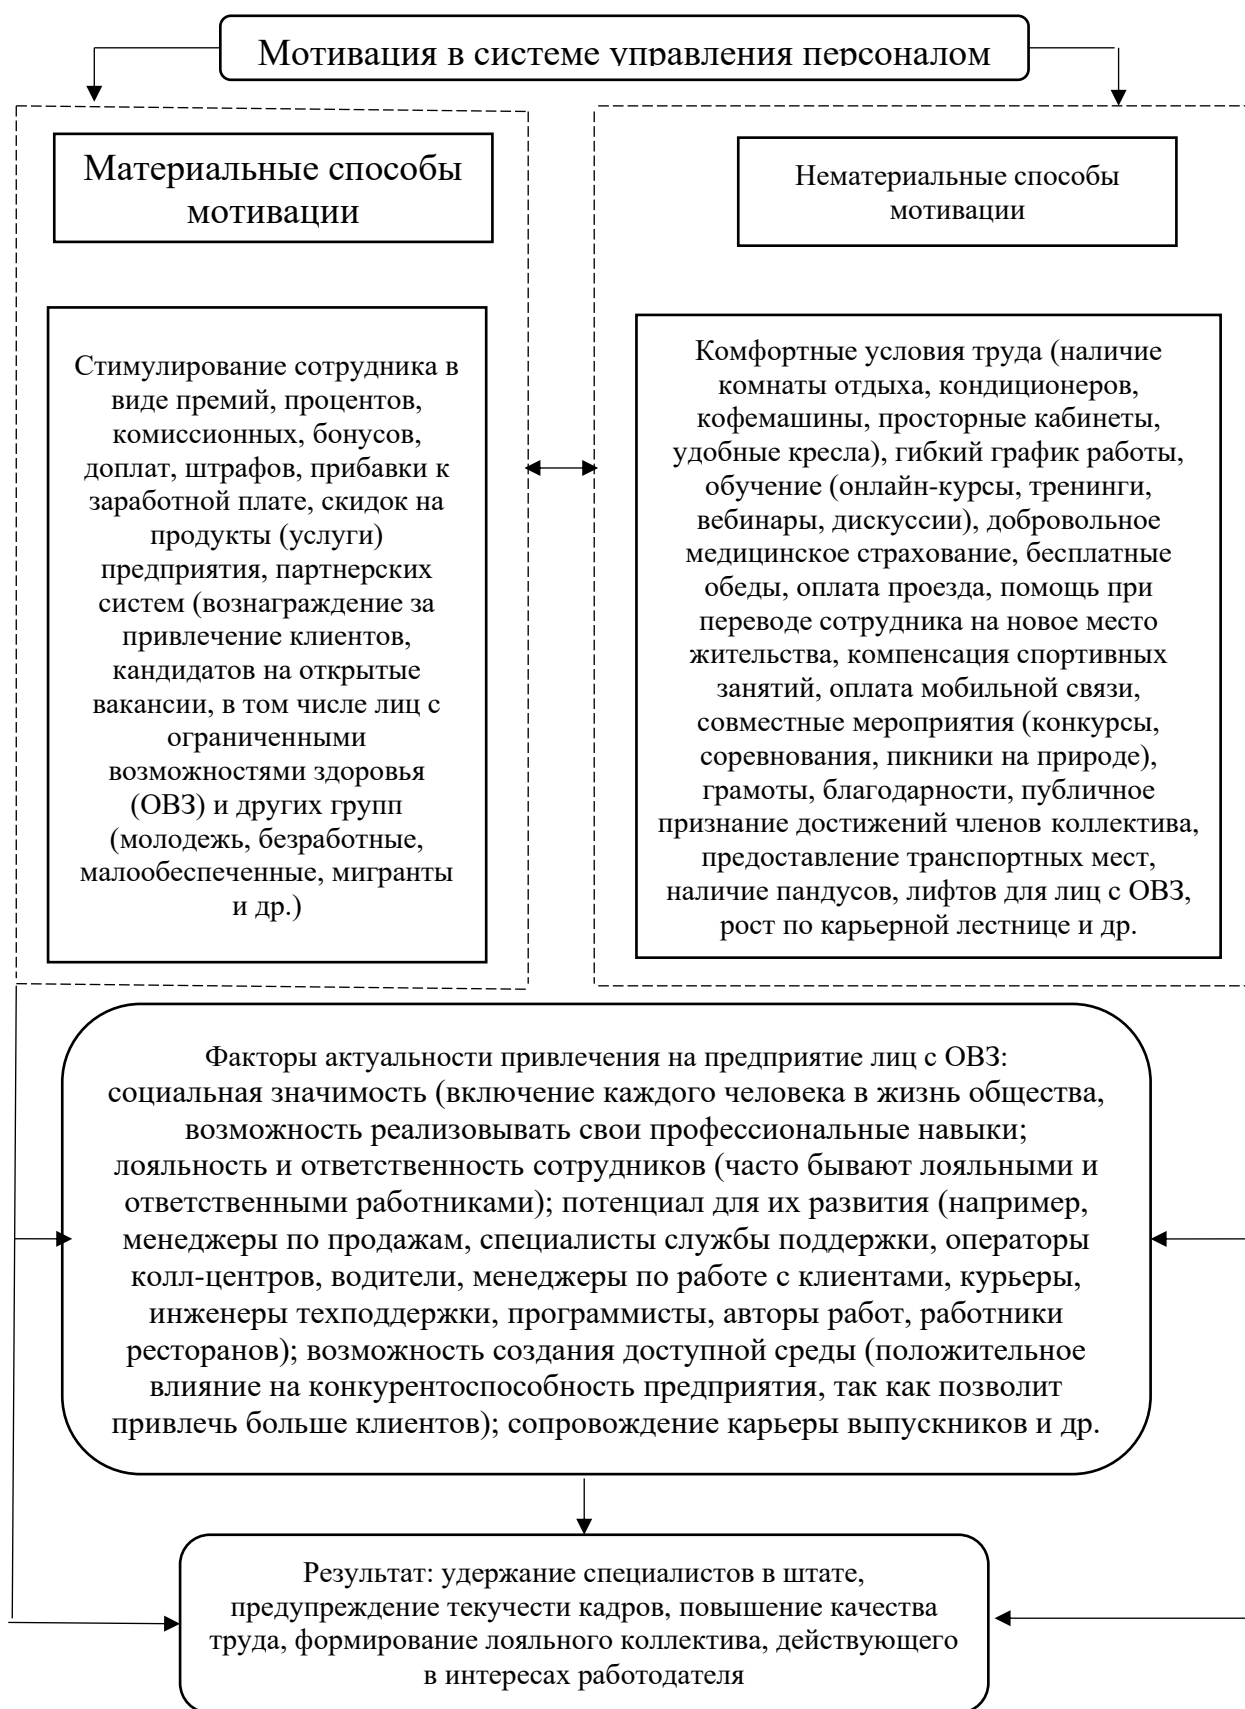 Мотивация в системе управления персоналом
Материальные способы
мотивации
Нематериальные способы
мотивации
Стимулирование сотрудника в
виде премий, процентов,
комиссионных, бонусов,
доплат, штрафов, прибавки к
заработной плате, скидок на
продукты (услуги)
предприятия, партнерских
систем (вознаграждение за
привлечение клиентов,
кандидатов на открытые
вакансии, в том числе лиц с
ограниченными
возможностями здоровья
(ОВЗ) и других групп
(молодежь, безработные,
малообеспеченные, мигранты
и др.)
Комфортные условия труда (наличие
комнаты отдыха, кондиционеров,
кофемашины, просторные кабинеты,
удобные кресла), гибкий график работы,
обучение (онлайн-курсы, тренинги,
вебинары, дискуссии), добровольное
медицинское страхование, бесплатные
обеды, оплата проезда, помощь при
переводе сотрудника на новое место
жительства, компенсация спортивных
занятий, оплата мобильной связи,
совместные мероприятия (конкурсы,
соревнования, пикники на природе),
грамоты, благодарности, публичное
признание достижений членов коллектива,
предоставление транспортных мест,
наличие пандусов, лифтов для лиц с ОВЗ,
рост по карьерной лестнице и др.
Факторы актуальности привлечения на предприятие лиц с ОВЗ:
социальная значимость (включение каждого человека в жизнь общества,
возможность реализовывать свои профессиональные навыки;
лояльность и ответственность сотрудников (часто бывают лояльными и
ответственными работниками); потенциал для их развития (например,
менеджеры по продажам, специалисты службы поддержки, операторы
колл-центров, водители, менеджеры по работе с клиентами, курьеры,
инженеры техподдержки, программисты, авторы работ, работники
ресторанов); возможность создания доступной среды (положительное
влияние на конкурентоспособность предприятия, так как позволит
привлечь больше клиентов); сопровождение карьеры выпускников и др.
Результат: удержание специалистов в штате,
предупреждение текучести кадров, повышение качества
труда, формирование лояльного коллектива, действующего
в интересах работодателя